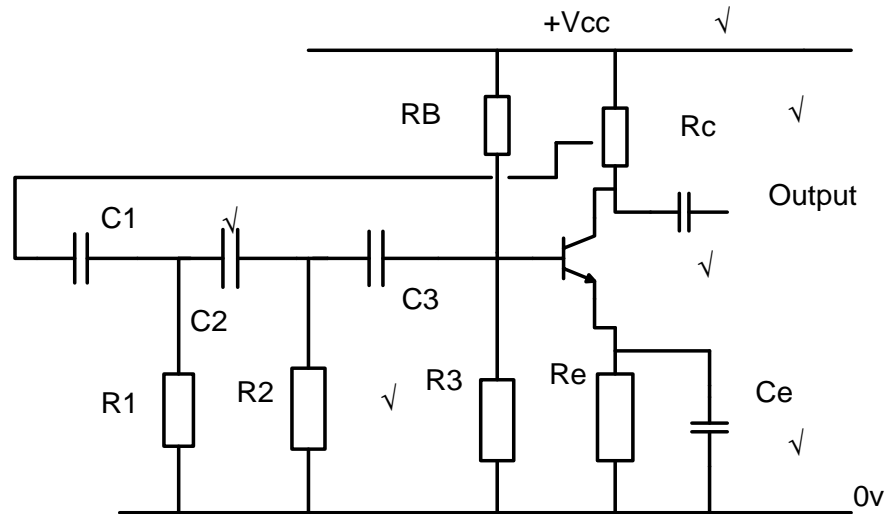 +Vcc √
RB
Rc √
Output
C1 √
√
C2
C3
R1
R2 √
R3
Re
Ce
√
0v